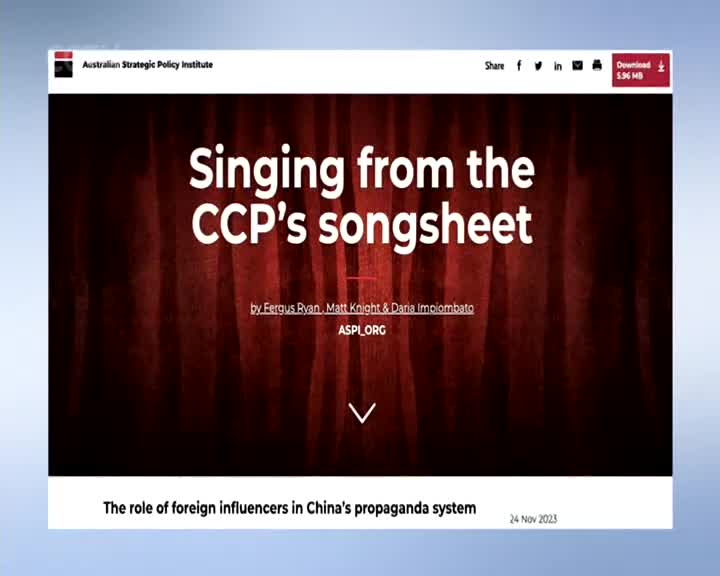 Australian Strategic Policy Institute
Share
Download
5.96 MB
Singing from the
CCP's songsheet
by Fergus Ryan , Matt Knight & Daria Impiombato
ASPI_ORG
The role of foreign influencers in China's propaganda system
24 Nov 2023